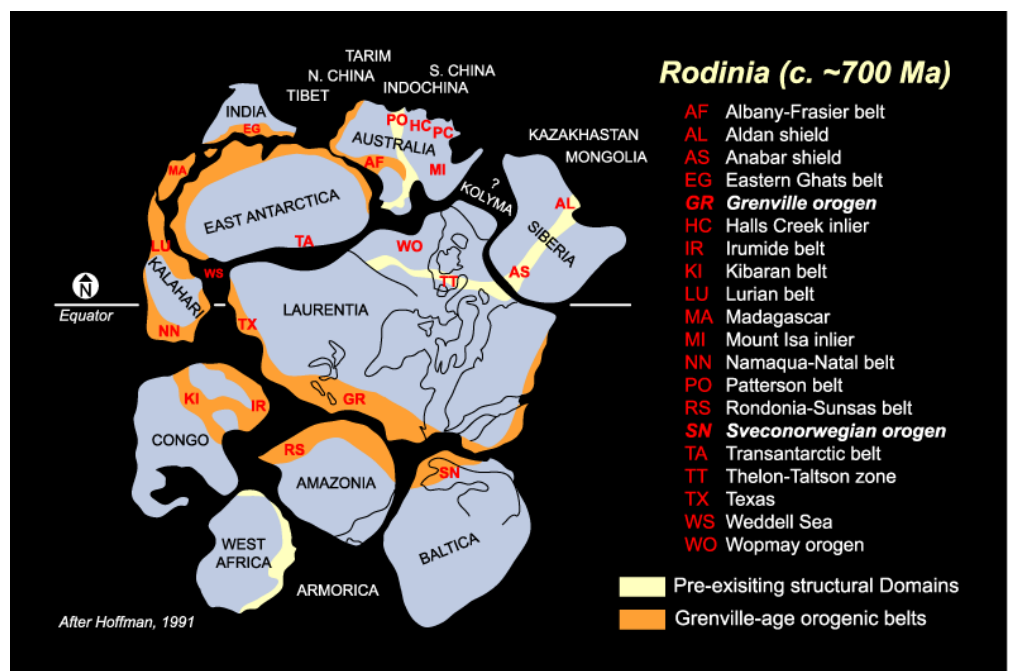 Rodinia (c. ~700 Ma)
TARIM
N. CHINA
S. CHINA
INDOCHINA
TIBET
INDIA
EG
PO
HC
PC
AUSTRALIA
AF
MI
KAZAKHASTAN
MONGOLIA
MA
?
KOLYMA
AL
SIBERIA
AS
EAST ANTARCTICA
TA
WO
TT
LU
WS
KALAHARI
N
Equator
LAURENTIA
TX
NN
GR
KI
IR
CONGO
RS
AMAZONIA
SN
BALTICA
WEST
AFRICA
ARMORICA
After Hoffman, 1991
AF Albany-Frasier belt
AL Aldan shield
AS Anabar shield
EG Eastern Ghats belt
GR Grenville orogen
HC Halls Creek inlier
IR Irumide belt
KI Kibaran belt
LU Lurian belt
MA Madagascar
MI Mount Isa inlier
NN Namaqua-Natal belt
PO Patterson belt
RS Rondonia-Sunsas belt
SN Sveconorwegian orogen
TA Transantarctic belt
TT Thelon-Taltson zone
TX Texas
WS Weddell Sea
WO Wopmay orogen
Pre-exisiting structural Domains
Grenville-age orogenic belts